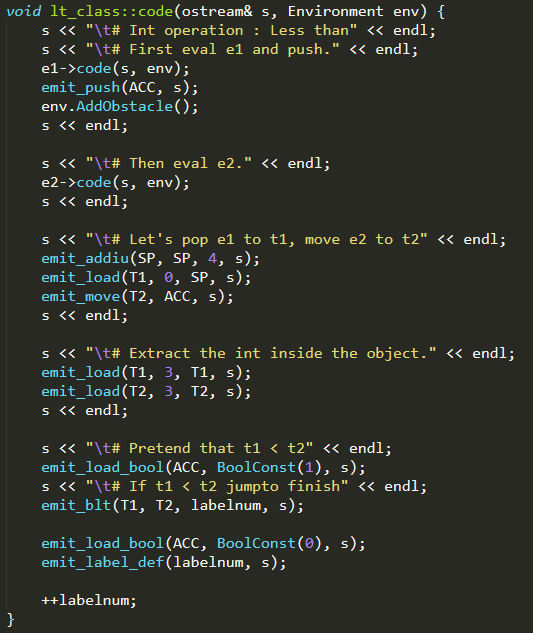 void lt_class::code(ostream& s, Environment env) {
    s << "\t# Int operation : Less than" << endl;
    s << "\t# First eval e1 and push." << endl;
    e1->code(s, env);
    emit_push(ACC, s);
    env.AddObstacle();
    s << endl;

    s << "\t# Then eval e2." << endl;
    e2->code(s, env);
    s << endl;

    s << "\t# Let's pop e1 to t1, move e2 to t2" << endl;
    emit_addiu(SP, SP, 4, s);
    emit_load(T1, 0, SP, s);
    emit_move(T2, ACC, s);
    s << endl;

    s << "\t# Extract the int inside the object." << endl;
    emit_load(T1, 3, T1, s);
    emit_load(T2, 3, T2, s);
    s << endl;

    s << "\t# Pretend that t1 < t2" << endl;
    emit_load_bool(ACC, BoolConst(1), s);
    s << "\t# If t1 < t2 jumpto finish" << endl;
    emit_blt(T1, T2, labelnum, s);

    emit_load_bool(ACC, BoolConst(0), s);
    emit_label_def(labelnum, s);

    ++labelnum;
}